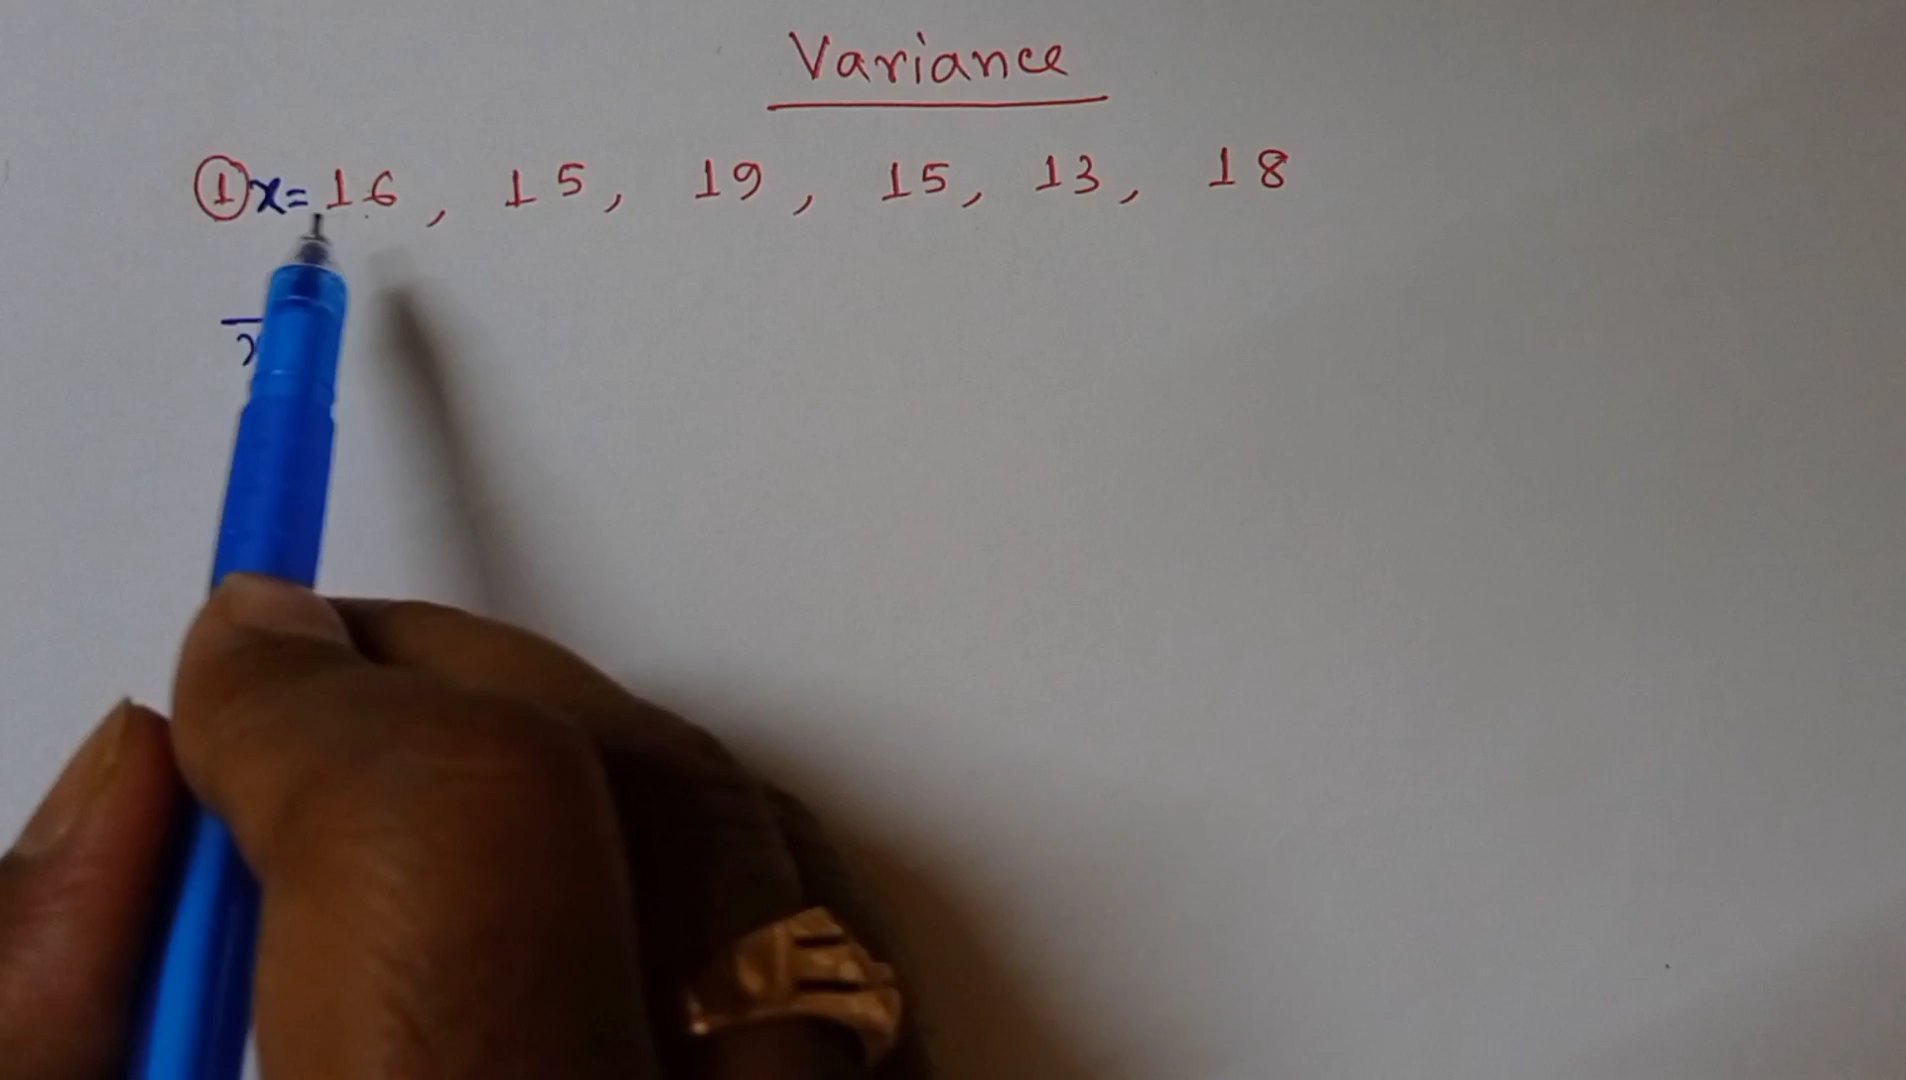 Variance
① x = 16, 15, 19, 15, 13, 18